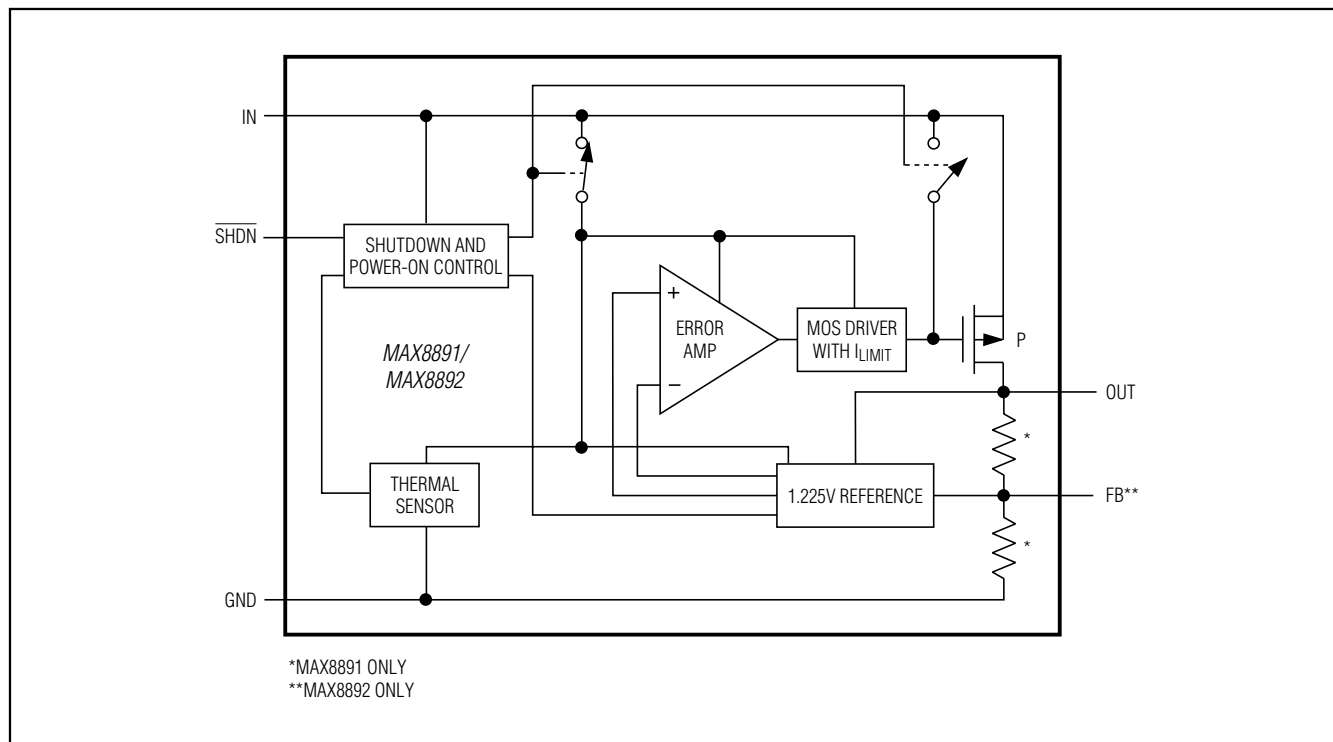 IN
SHDN
SHUTDOWN AND
POWER-ON CONTROL
MAX8891/
MAX8892
+
ERROR
AMP
−
MOS DRIVER
WITH ILIMIT
P
OUT
*
THERMAL
SENSOR
1.225V REFERENCE
FB**
*
GND
*MAX8891 ONLY
**MAX8892 ONLY